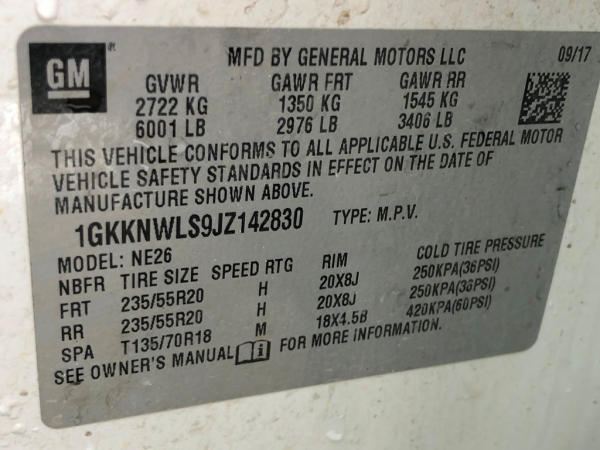 GM ®
MFD BY GENERAL MOTORS LLC 09/17
GVWR GAWR FRT GAWR RR
2722 KG 1350 KG 1545 KG
6001 LB 2976 LB 3406 LB
THIS VEHICLE CONFORMS TO ALL APPLICABLE U.S. FEDERAL MOTOR
VEHICLE SAFETY STANDARDS IN EFFECT ON THE DATE OF
MANUFACTURE SHOWN ABOVE.
1GKKNWLS9JZ142830 TYPE: M.P.V.
MODEL: NE26
NBFR TIRE SIZE SPEED RTG RIM COLD TIRE PRESSURE
FRT 235/55R20 H 20X8J 250KPA(36PSI)
RR 235/55R20 H 20X8J 250KPA(36PSI)
SPA T135/70R18 M 18X4.5B 420KPA(60PSI)
SEE OWNER'S MANUAL i FOR MORE INFORMATION.